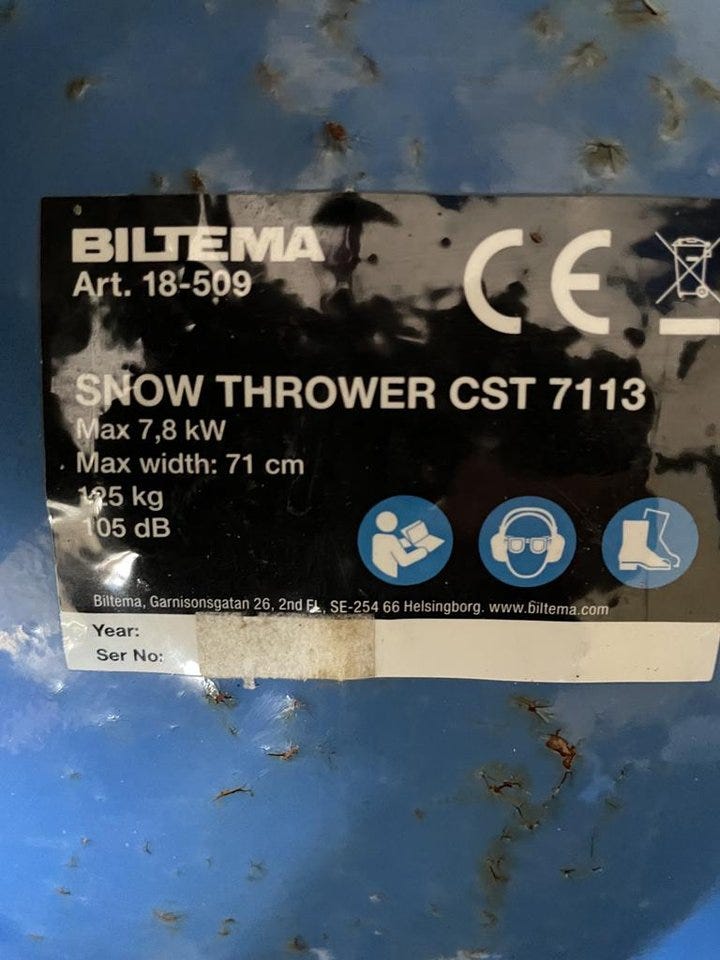 BILTEMA
Art. 18-509
CE
SNOW THROWER CST 7113
Max 7,8 kW
Max width: 71 cm
125 kg
105 dB
Biltema, Garnisonsgatan 26, 2nd FL, SE-254 66 Helsingborg. www.biltema.com
Year:
Ser No: